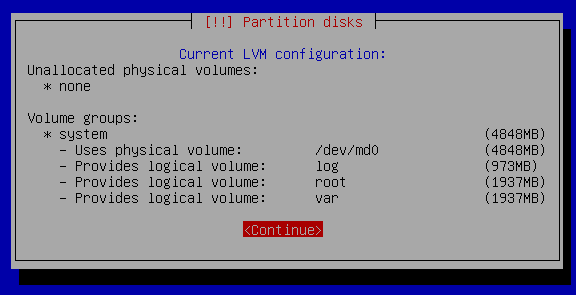 [!!] Partition disks
Current LVM configuration:
Unallocated physical volumes:
* none
Volume groups:
* system (4848MB)
- Uses physical volume: /dev/md0 (4848MB)
- Provides logical volume: log (973MB)
- Provides logical volume: root (1937MB)
- Provides logical volume: var (1937MB)
<Continue>